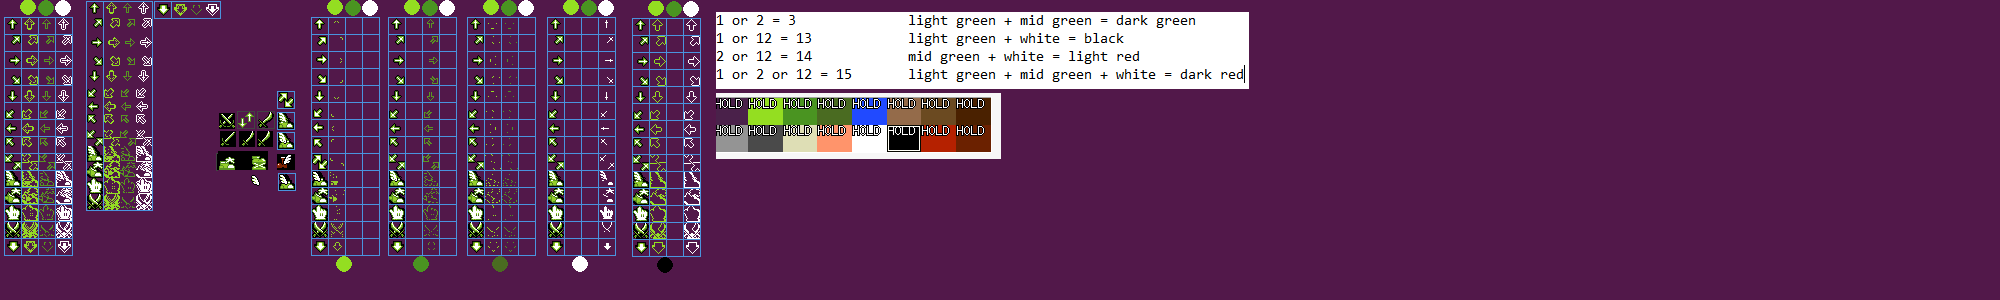 1 or 2 = 3 light green + mid green = dark green
1 or 12 = 13 light green + white = black
2 or 12 = 14 mid green + white = light red
1 or 2 or 12 = 15 light green + mid green + white = dark red
HOLD HOLD HOLD HOLD HOLD HOLD HOLD HOLD
HOLD HOLD HOLD HOLD HOLD HOLD HOLD HOLD